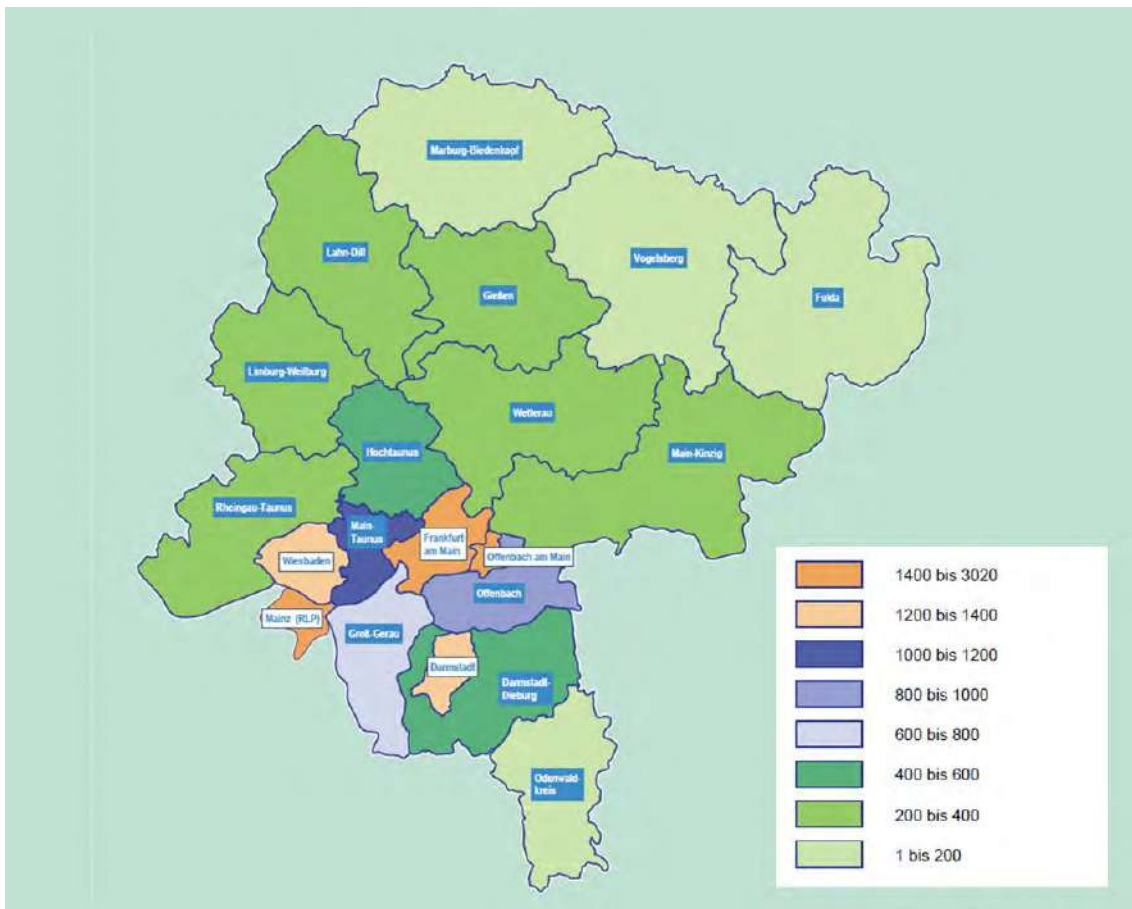 Marburg-Biedenkopf
Lahn-Dill
Vogelsberg
Gießen
Fulda
Limburg-Weilburg
Wetterau
Hochtaunus
Main-Kinzig
Rheingau-Taunus
Main-
Taunus
Frankfurt
am Main
Wiesbaden
Offenbach am Main
Offenbach
Mainz (RLP)
Groß-Gerau
Darmstadt
Darmstadt-
Dieburg
Odenwald-
kreis
1400 bis 3020
1200 bis 1400
1000 bis 1200
800 bis 1000
600 bis 800
400 bis 600
200 bis 400
1 bis 200